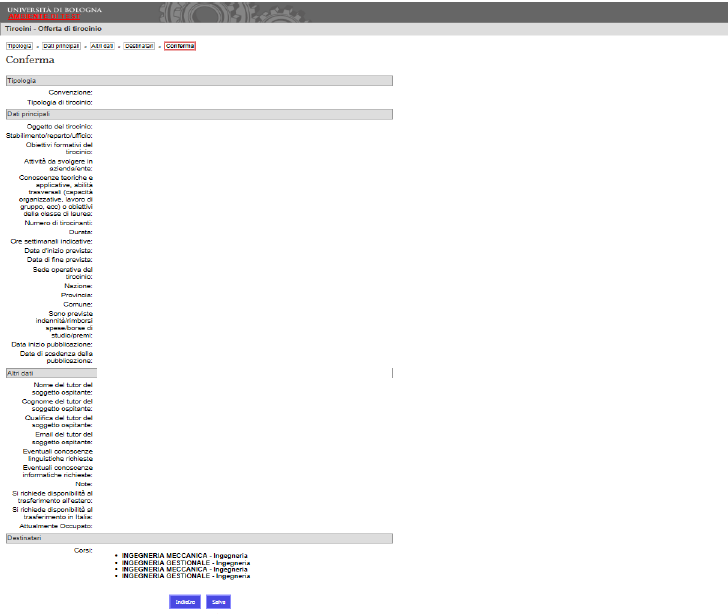 UNIVERSITÀ DI BOLOGNA
AMBIENTE DI TEST
Tirocini - Offerta di tirocinio
Tipologia » Dati principali » Altri dati » Destinatari » Conferma
Conferma
Tipologia
Convenzione:
Tipologia di tirocinio:
Dati principali
Oggetto del tirocinio:
Stabilimento/reparto/ufficio:
Obiettivi formativi del
tirocinio:
Attività da svolgere in
azienda/ente:
Conoscenze teoriche e
applicative, abilità
trasversali (capacità
organizzative, lavoro di
gruppo, ecc) o obiettivi
della classe di laurea:
Numero di tirocinanti:
Durata:
Ore settimanali indicative:
Data d'inizio prevista:
Data di fine prevista:
Sede operativa del
tirocinio:
Nazione:
Provincia:
Comune:
Sono previste
indennità/rimborsi
spese/borse di
studio/premi:
Data inizio pubblicazione:
Data di scadenza della
pubblicazione:
Altri dati
Nome del tutor del
soggetto ospitante:
Cognome del tutor del
soggetto ospitante:
Qualifica del tutor del
soggetto ospitante:
Email del tutor del
soggetto ospitante:
Eventuali conoscenze
linguistiche richieste
Eventuali conoscenze
informatiche richieste:
Note:
Si richiede disponibilità al
trasferimento all'estero:
Si richiede disponibilità al
trasferimento in Italia:
Attualmente Occupato:
Destinatari
Corsi:
• INGEGNERIA MECCANICA - Ingegneria
• INGEGNERIA GESTIONALE - Ingegneria
• INGEGNERIA MECCANICA - Ingegneria
• INGEGNERIA GESTIONALE - Ingegneria
Indietro Salva